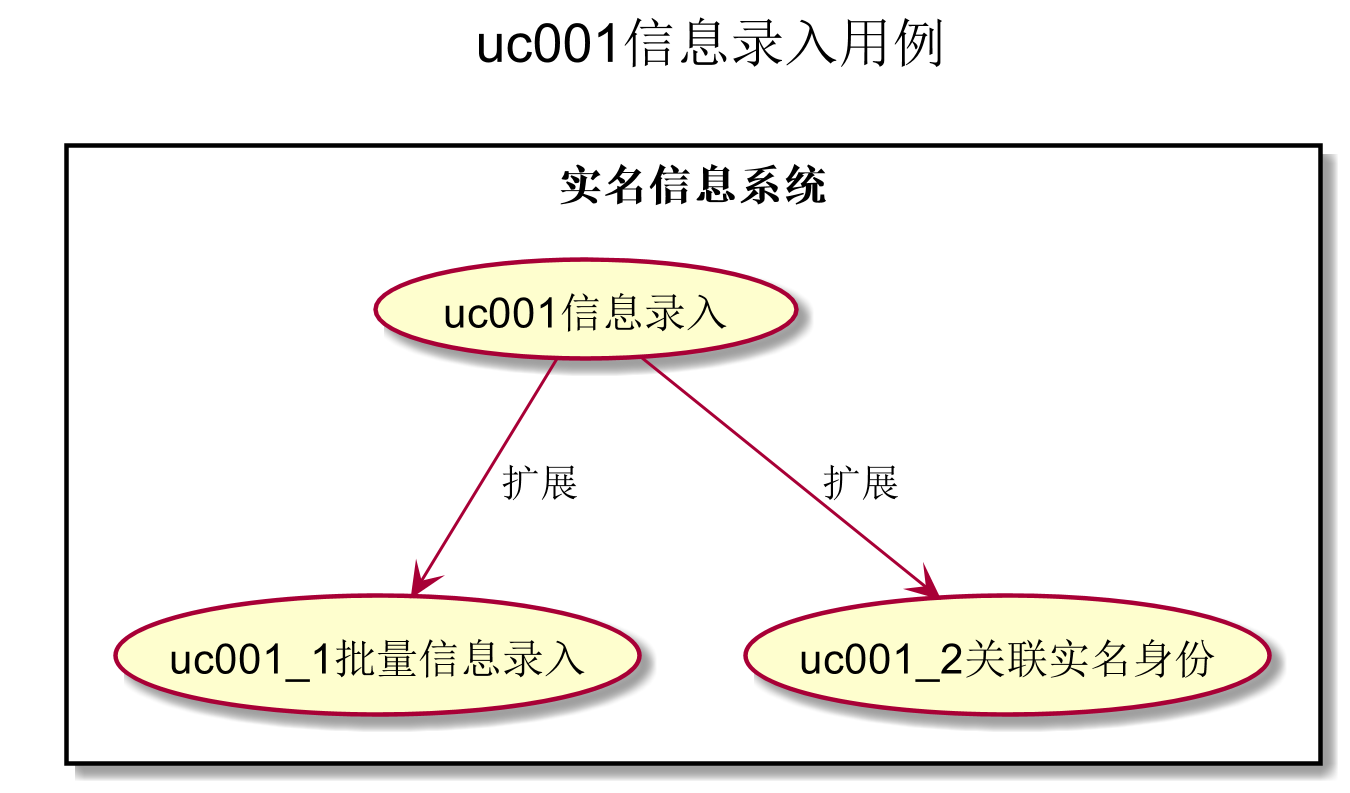 uc001信息录入用例
实名信息系统
uc001信息录入
扩展
扩展
uc001_1批量信息录入
uc001_2关联实名身份